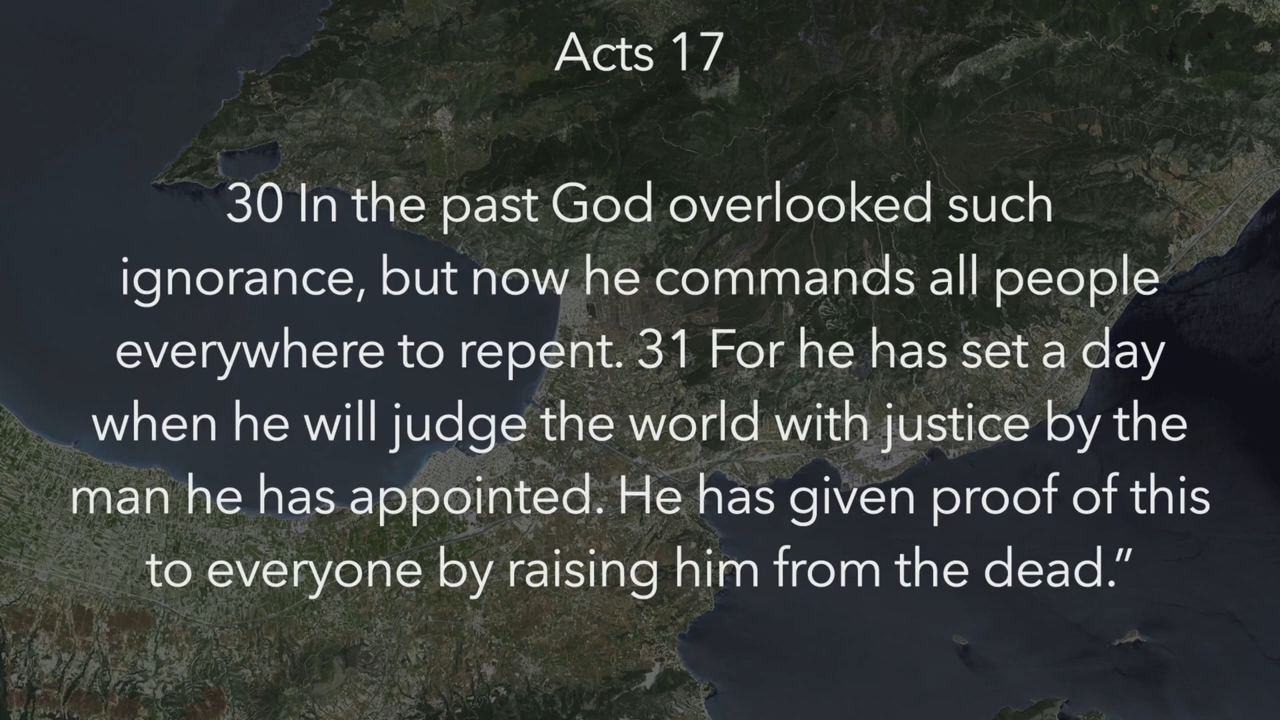 Acts 17
30 In the past God overlooked such
ignorance, but now he commands all people
everywhere to repent. 31 For he has set a day
when he will judge the world with justice by the
man he has appointed. He has given proof of this
to everyone by raising him from the dead.”